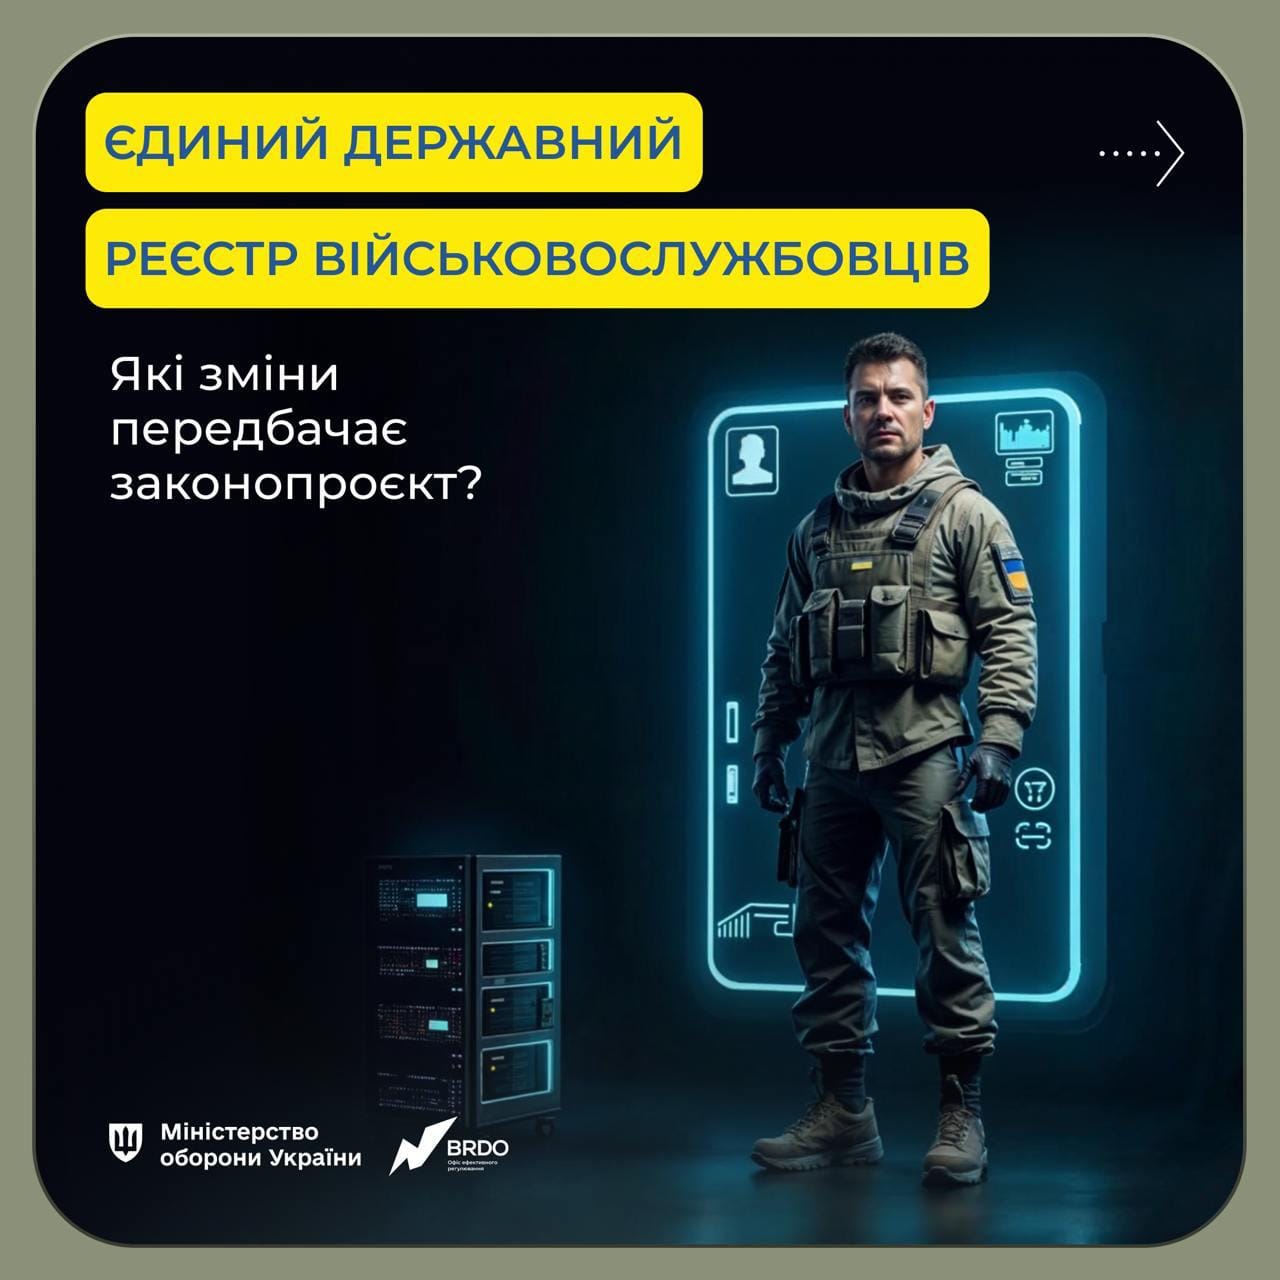 ЄДИНИЙ ДЕРЖАВНИЙ
РЕЄСТР ВІЙСЬКОВОСЛУЖБОВЦІВ
Які зміни
передбачає
законопроєкт?
Міністерство
оборони України
BRDO
Офіс ефективного
регулювання